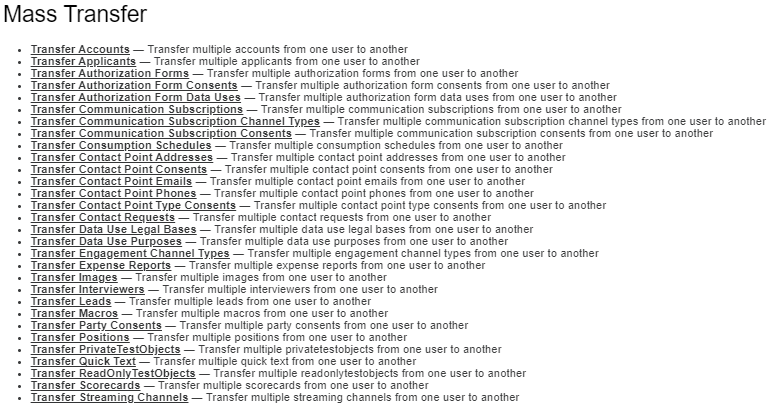 Mass Transfer
• Transfer Accounts — Transfer multiple accounts from one user to another
• Transfer Applicants — Transfer multiple applicants from one user to another
• Transfer Authorization Forms — Transfer multiple authorization forms from one user to another
• Transfer Authorization Form Consents — Transfer multiple authorization form consents from one user to another
• Transfer Authorization Form Data Uses — Transfer multiple authorization form data uses from one user to another
• Transfer Communication Subscriptions — Transfer multiple communication subscriptions from one user to another
• Transfer Communication Subscription Channel Types — Transfer multiple communication subscription channel types from one user to another
• Transfer Communication Subscription Consents — Transfer multiple communication subscription consents from one user to another
• Transfer Consumption Schedules — Transfer multiple consumption schedules from one user to another
• Transfer Contact Point Addresses — Transfer multiple contact point addresses from one user to another
• Transfer Contact Point Consents — Transfer multiple contact point consents from one user to another
• Transfer Contact Point Emails — Transfer multiple contact point emails from one user to another
• Transfer Contact Point Phones — Transfer multiple contact point phones from one user to another
• Transfer Contact Point Type Consents — Transfer multiple contact point type consents from one user to another
• Transfer Contact Requests — Transfer multiple contact requests from one user to another
• Transfer Data Use Legal Bases — Transfer multiple data use legal bases from one user to another
• Transfer Data Use Purposes — Transfer multiple data use purposes from one user to another
• Transfer Engagement Channel Types — Transfer multiple engagement channel types from one user to another
• Transfer Expense Reports — Transfer multiple expense reports from one user to another
• Transfer Images — Transfer multiple images from one user to another
• Transfer Interviewers — Transfer multiple interviewers from one user to another
• Transfer Leads — Transfer multiple leads from one user to another
• Transfer Macros — Transfer multiple macros from one user to another
• Transfer Party Consents — Transfer multiple party consents from one user to another
• Transfer Positions — Transfer multiple positions from one user to another
• Transfer PrivateTestObjects — Transfer multiple privatetestobjects from one user to another
• Transfer Quick Text — Transfer multiple quick text from one user to another
• Transfer ReadOnlyTestObjects — Transfer multiple readonlytestobjects from one user to another
• Transfer Scorecards — Transfer multiple scorecards from one user to another
• Transfer Streaming Channels — Transfer multiple streaming channels from one user to another